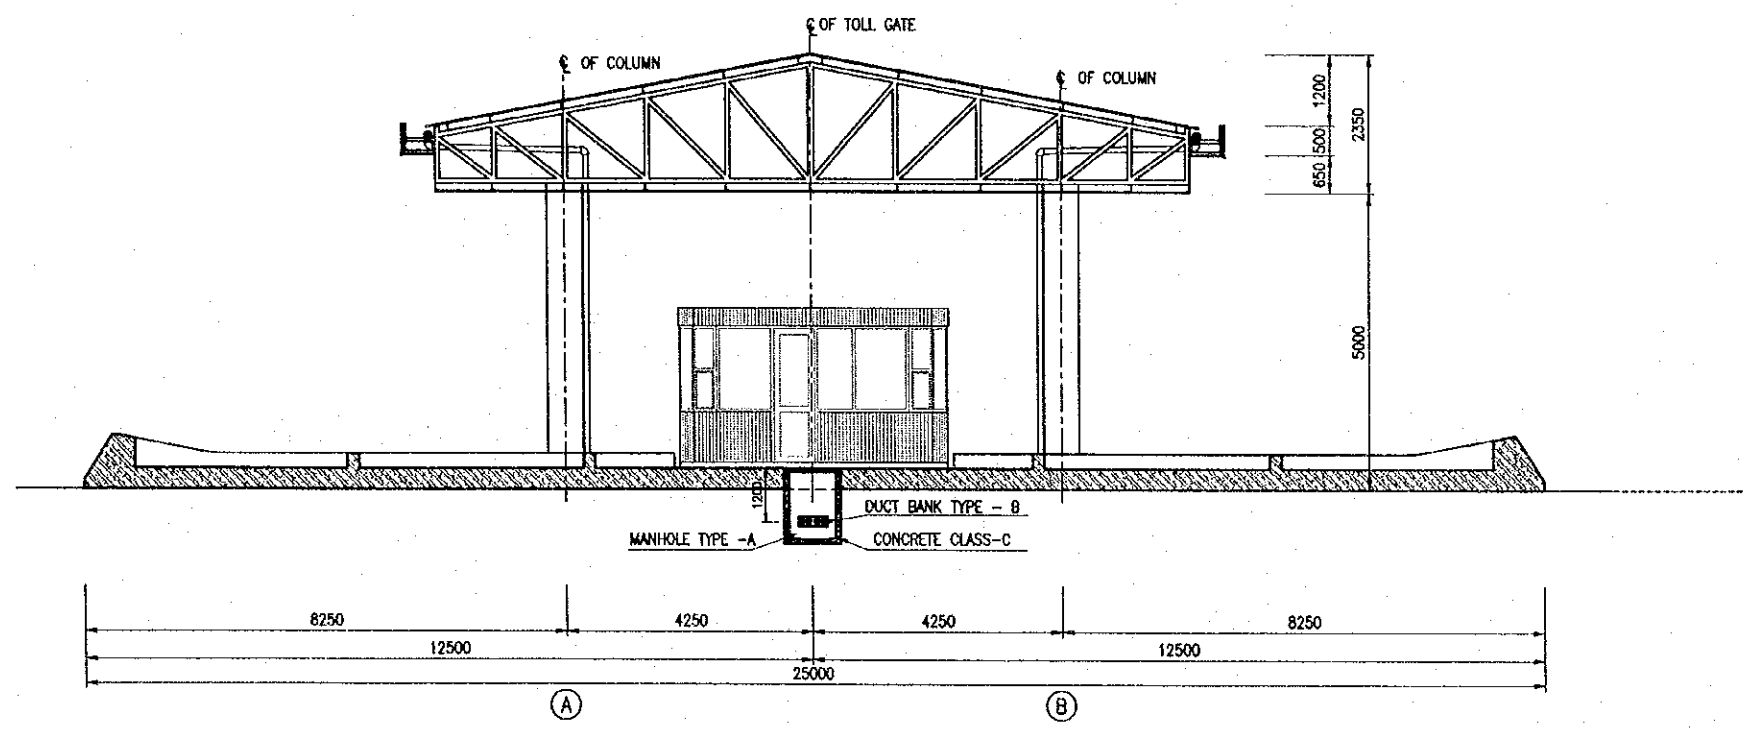 ℄ OF TOLL GATE
℄ OF COLUMN
℄ OF COLUMN
1200
500
650
2350
5000
1200
DUCT BANK TYPE - B
MANHOLE TYPE -A
CONCRETE CLASS-C
8250
4250
4250
8250
12500
12500
25000
A
B